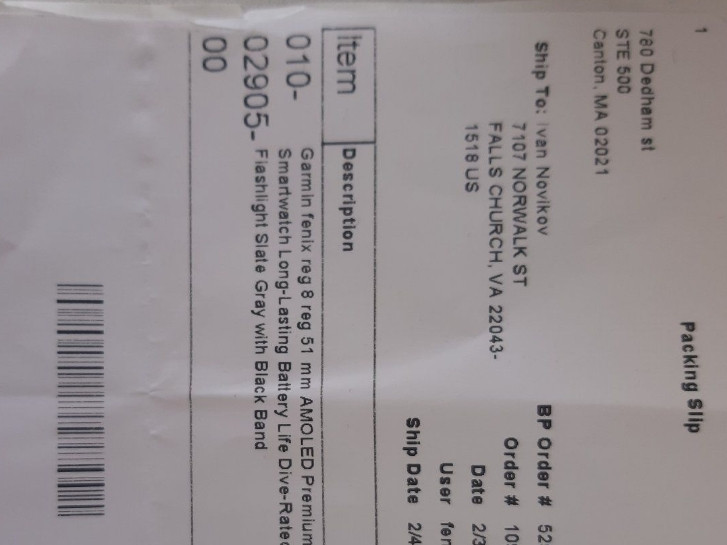 1
Packing Slip
780 Dedham st
STE 500
Canton, MA 02021
Ship To: Ivan Novikov
7107 NORWALK ST
FALLS CHURCH, VA 22043-
1518 US
BP Order # 52
Order # 10
Date 2/3
User fer
Ship Date 2/4
Item Description
010-
02905-
00
Garmin fenix reg 8 reg 51 mm AMOLED Premium
Smartwatch Long-Lasting Battery Life Dive-Rated
Flashlight Slate Gray with Black Band